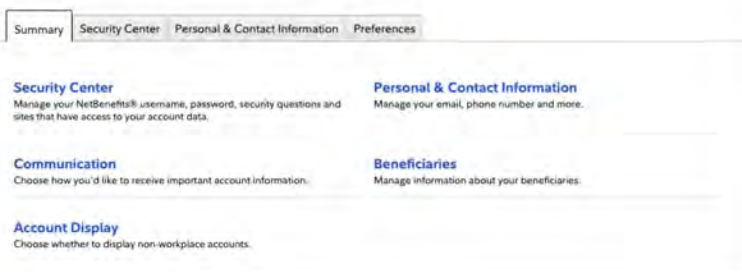 Summary Security Center Personal & Contact Information Preferences
Security Center
Manage your NetBenefits® username, password, security questions and
sites that have access to your account data.
Personal & Contact Information
Manage your email, phone number and more.
Communication
Choose how you'd like to receive important account information.
Beneficiaries
Manage information about your beneficiaries.
Account Display
Choose whether to display non-workplace accounts.